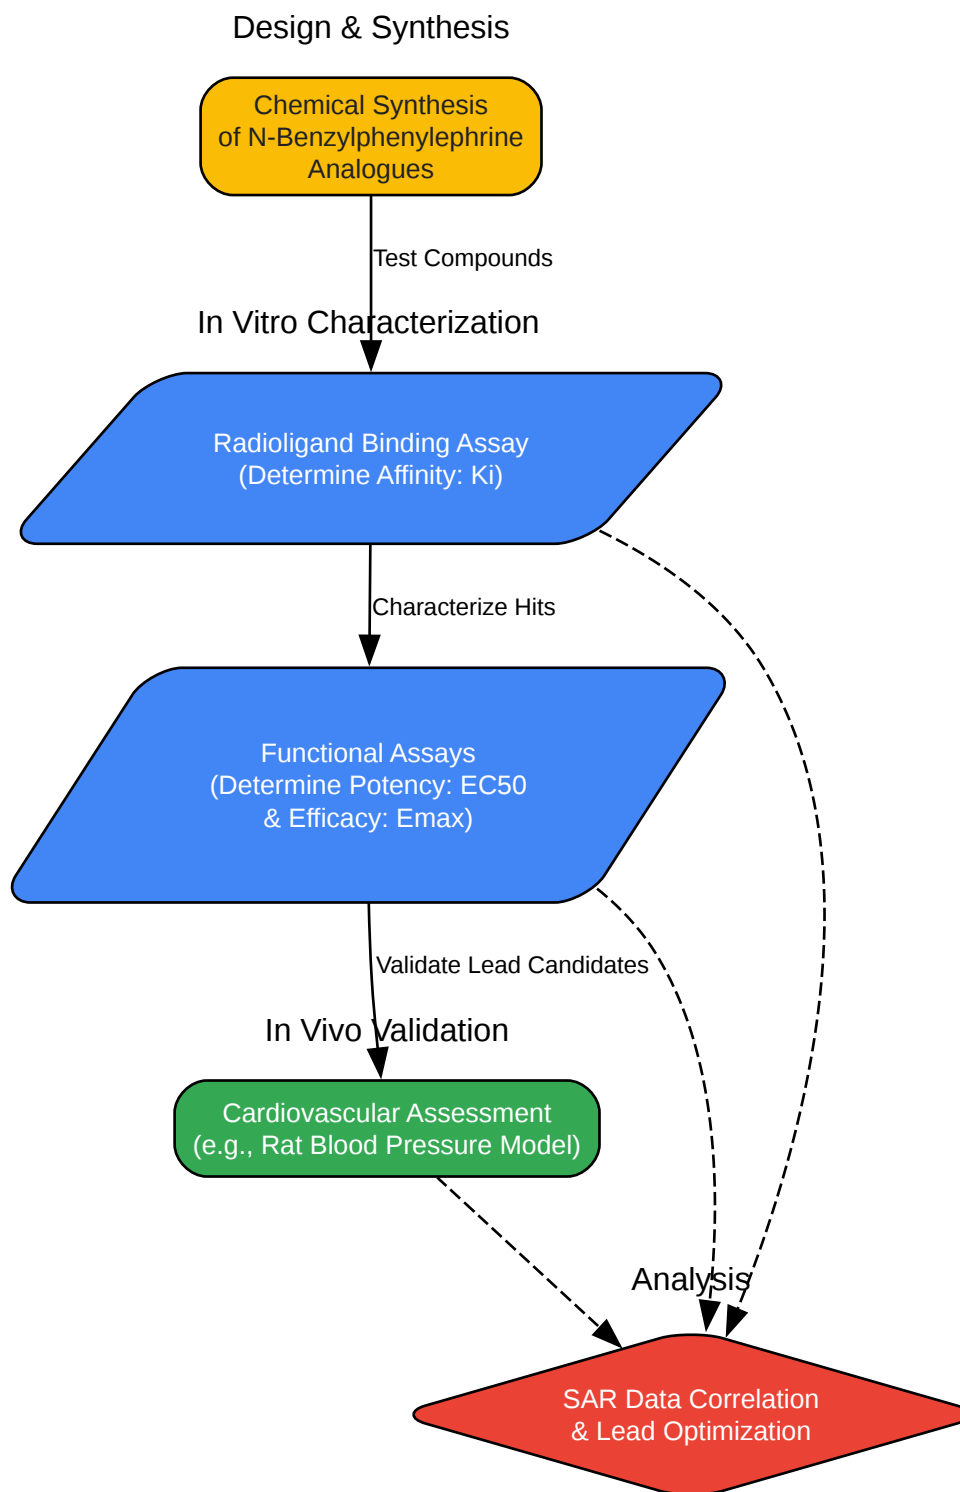 Design & Synthesis
Chemical Synthesis
of N-Benzylphenylephrine
Analogues
Test Compounds
In Vitro Characterization
Radioligand Binding Assay
(Determine Affinity: Ki)
Characterize Hits
Functional Assays
(Determine Potency: EC50
& Efficacy: Emax)
Validate Lead Candidates
In Vivo Validation
Cardiovascular Assessment
(e.g., Rat Blood Pressure Model)
Analysis
SAR Data Correlation
& Lead Optimization